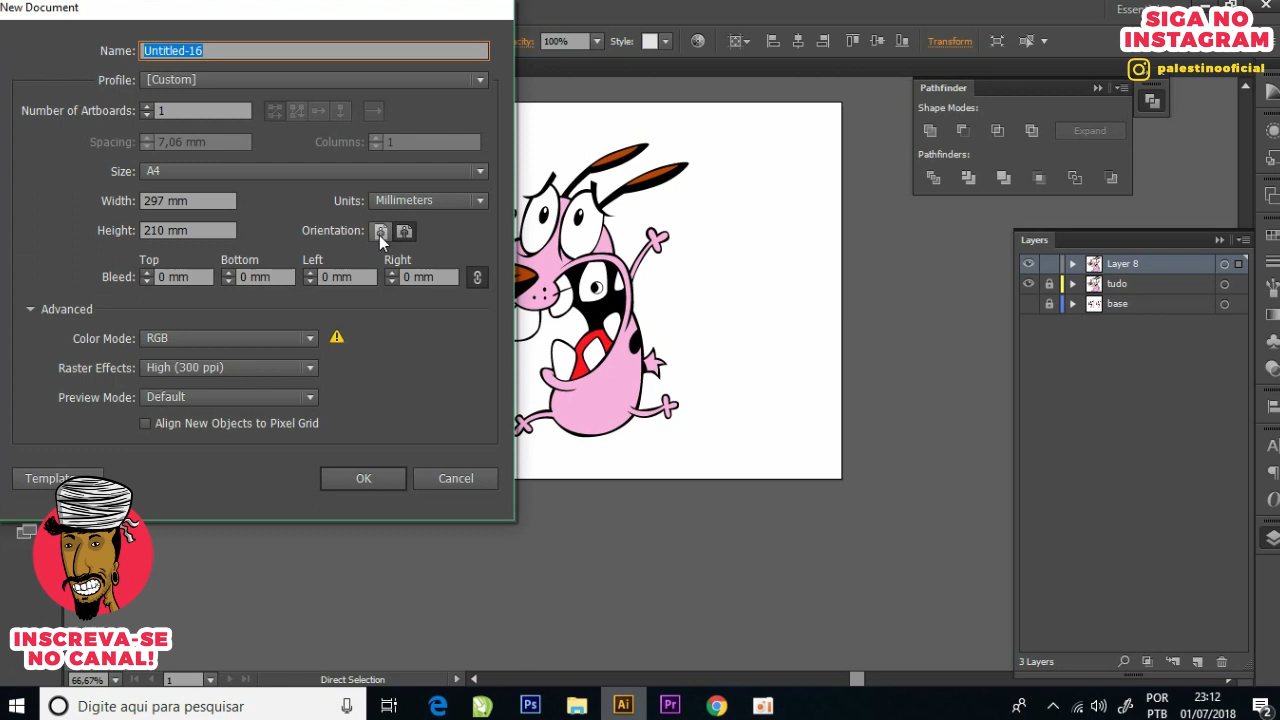 New Document
Name: Untitled-16
Profile: [Custom]
Number of Artboards: 1
Spacing: 7,06 mm Columns: 1
Size: A4
Width: 297 mm Units: Millimeters
Height: 210 mm Orientation:
Top Bottom Left Right
Bleed: 0 mm 0 mm 0 mm 0 mm
Advanced
Color Mode: RGB
Raster Effects: High (300 ppi)
Preview Mode: Default
Align New Objects to Pixel Grid
OK Cancel
100% Style: Transform
SIGA NO
INSTAGRAM
palestinooficial
Pathfinder
Shape Modes:
Expand
Pathfinders:
Layers
Layer 8
tudo
base
3 Layers
INSCREVA-SE
NO CANAL!
66,67% 1 Direct Selection
Digite aqui para pesquisar
Ps Ai Pr
POR
PTB
23:12
01/07/2018
2